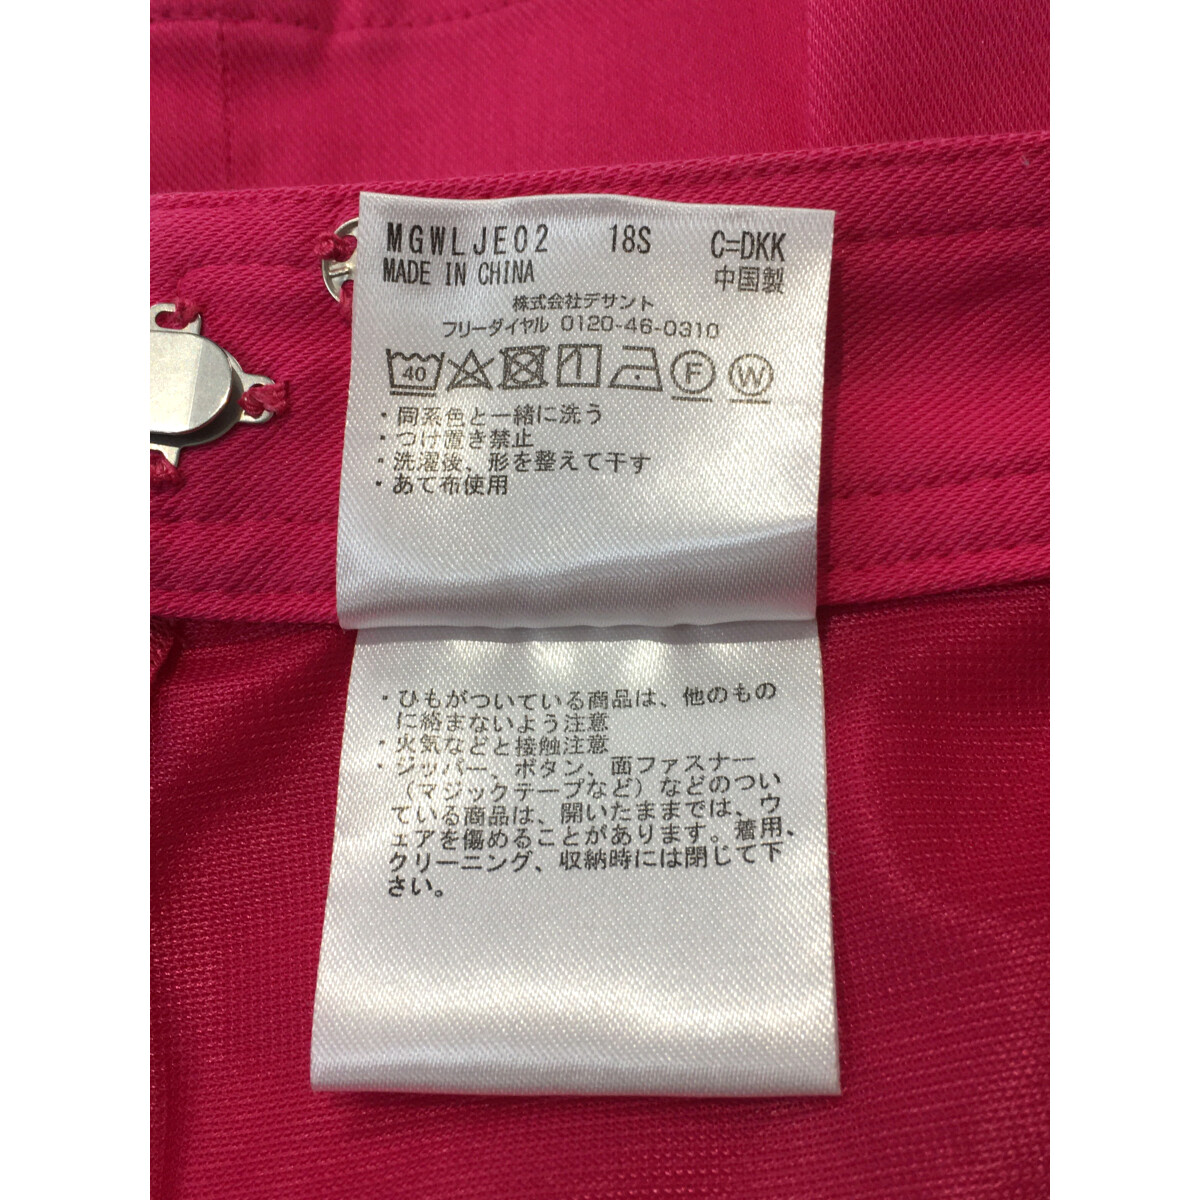 MGWLJE02 18S C=DKK
MADE IN CHINA 中国製
株式会社デサント
フリーダイヤル 0120-46-0310
40 F W
・同系色と一緒に洗う
・つけ置き禁止
・洗濯後、形を整えて干す
・あて布使用
・ひもがついている商品は、他のもの
に絡まないよう注意
・火気などと接触注意
・ジッパー、ボタン、面ファスナー
（マジックテープなど）などのつい
ている商品は、開いたままでは、ウ
ェアを傷めることがあります。着用、
クリーニング、収納時には閉じて下
さい。